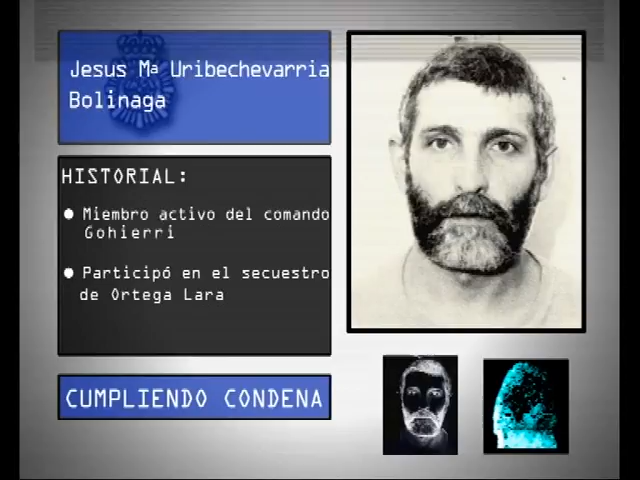 Jesus Mª Uribechevarria
Bolinaga
HISTORIAL:
● Miembro activo del comando
Gohierri
● Participó en el secuestro
de Ortega Lara
CUMPLIENDO CONDENA